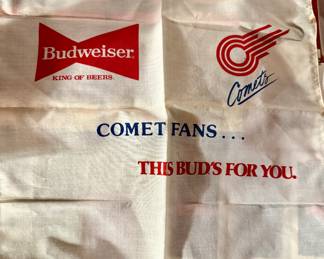 Budweiser
KING OF BEERS.
Comets
COMET FANS...
THIS BUD'S FOR YOU.